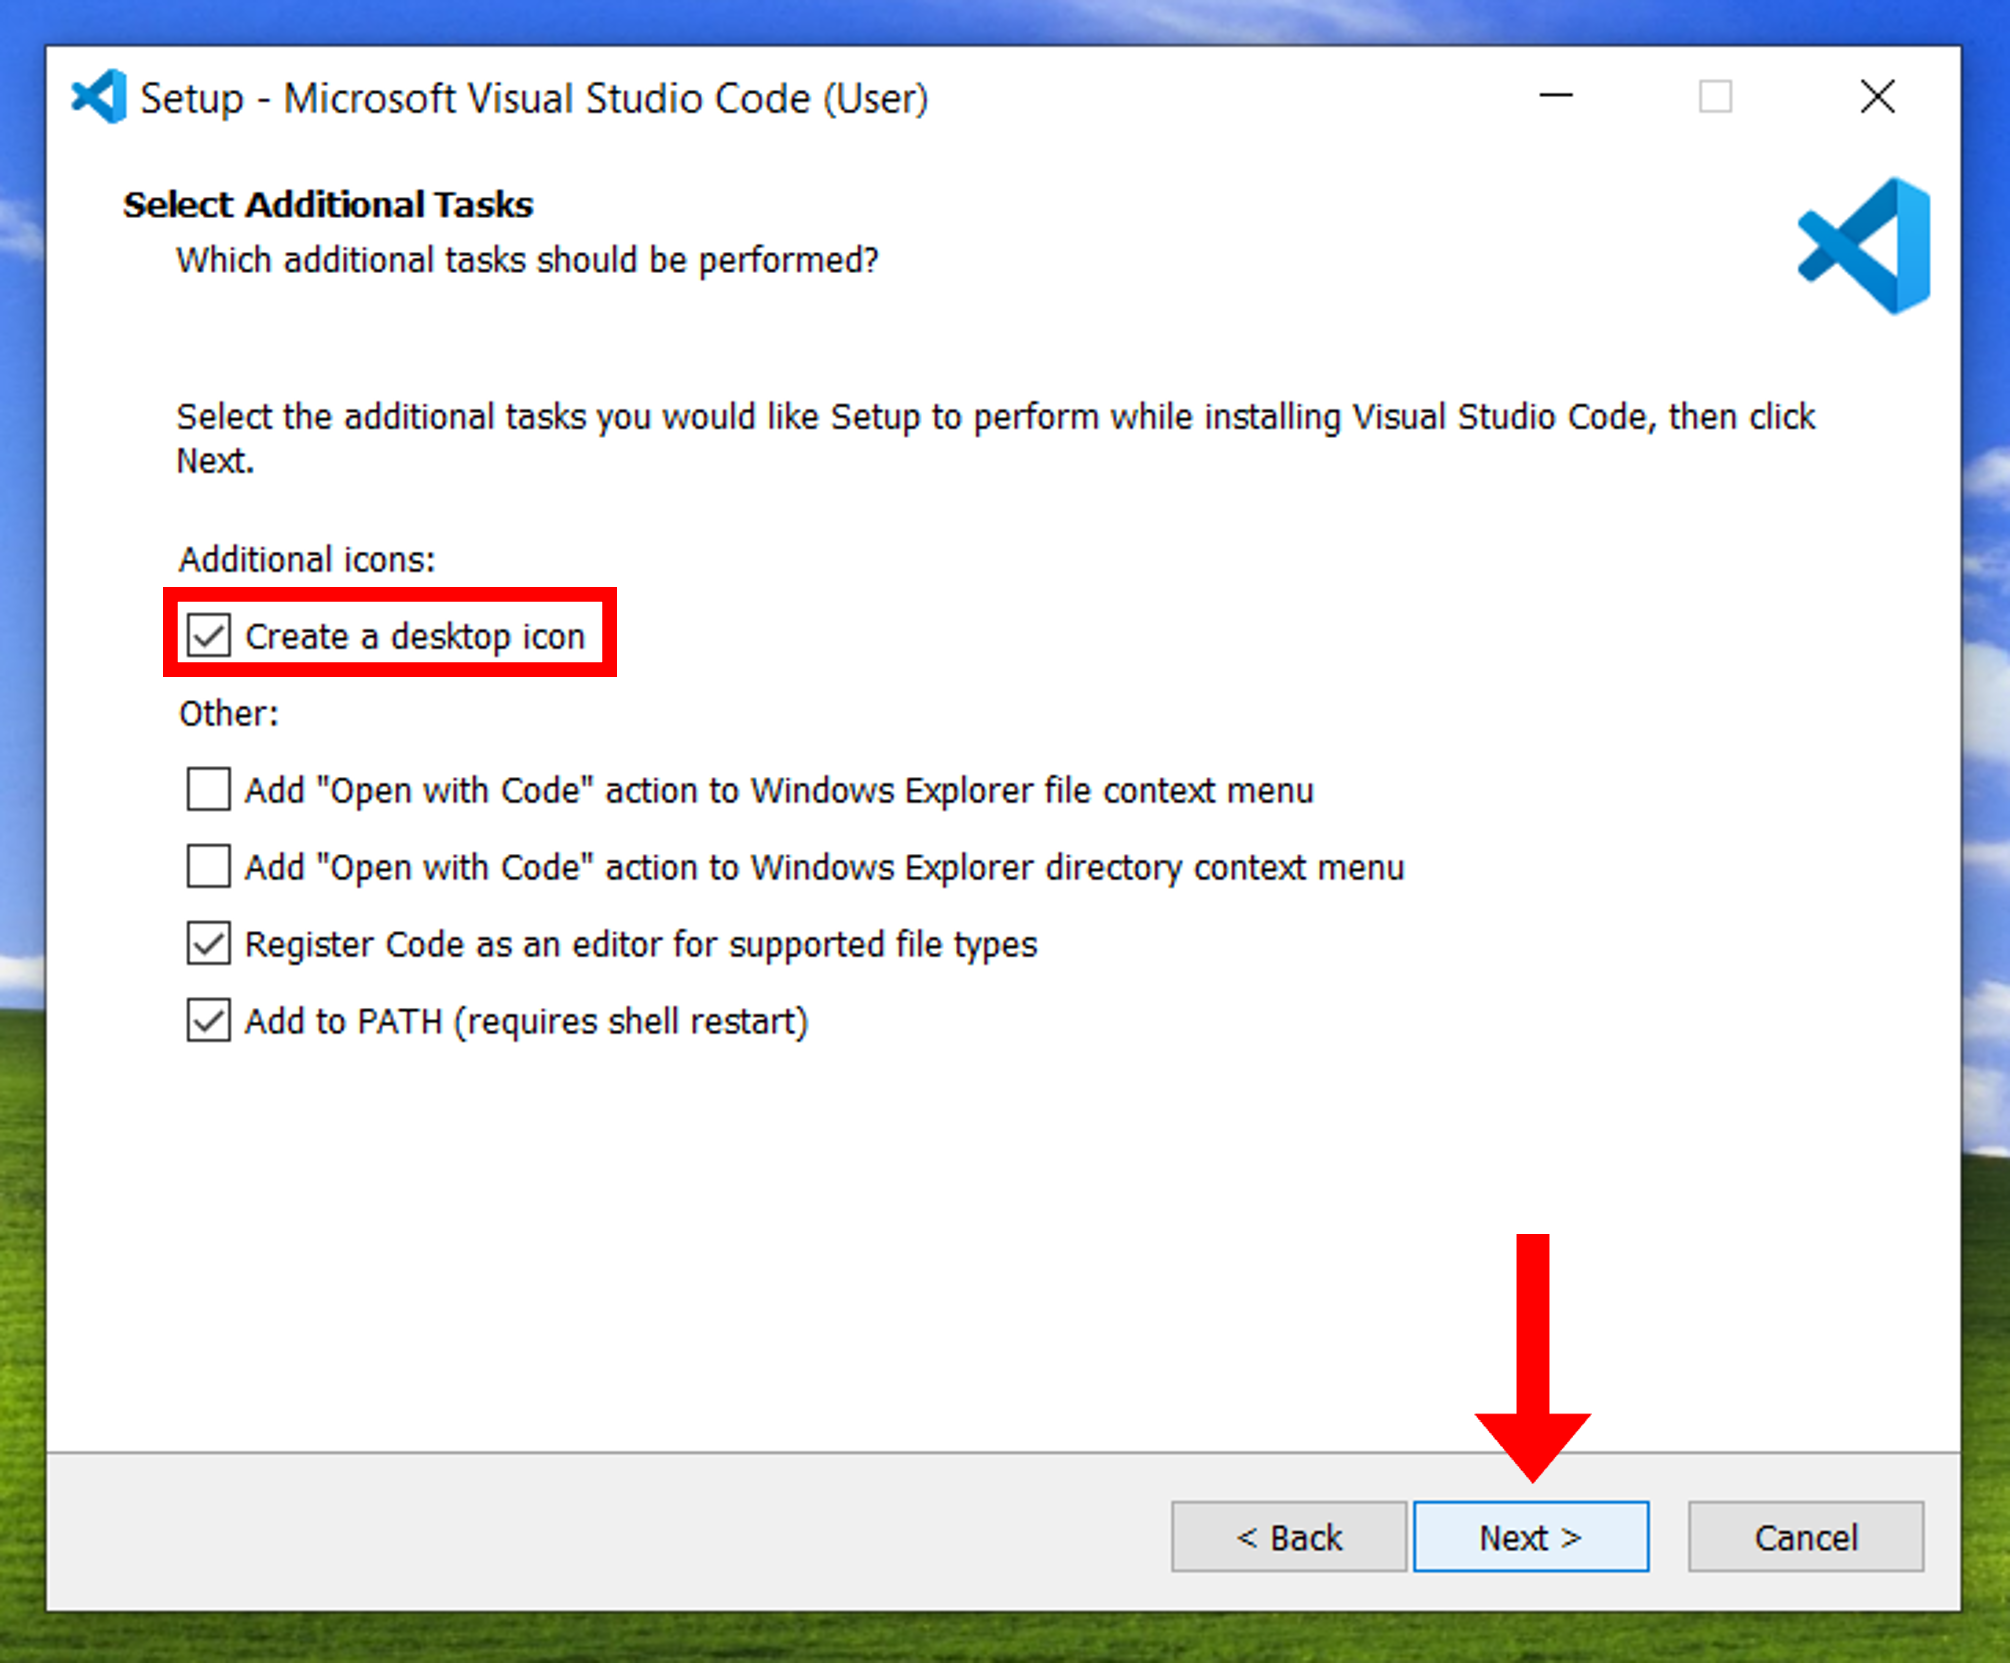 Setup - Microsoft Visual Studio Code (User)
Select Additional Tasks
Which additional tasks should be performed?
Select the additional tasks you would like Setup to perform while installing Visual Studio Code, then click
Next.
Additional icons:
Create a desktop icon
Other:
Add "Open with Code" action to Windows Explorer file context menu
Add "Open with Code" action to Windows Explorer directory context menu
Register Code as an editor for supported file types
Add to PATH (requires shell restart)
< Back Next > Cancel